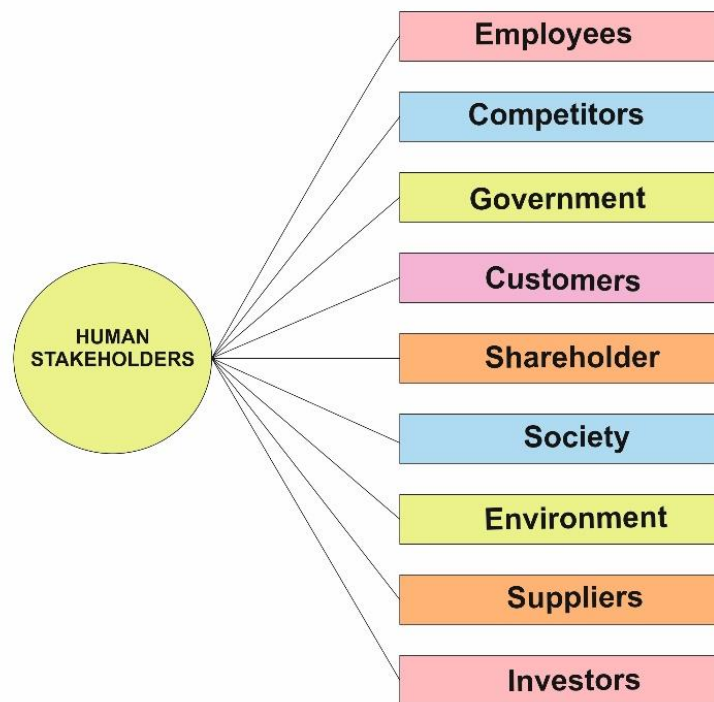 Employees
Competitors
Government
Customers
HUMAN
STAKEHOLDERS
Shareholder
Society
Environment
Suppliers
Investors